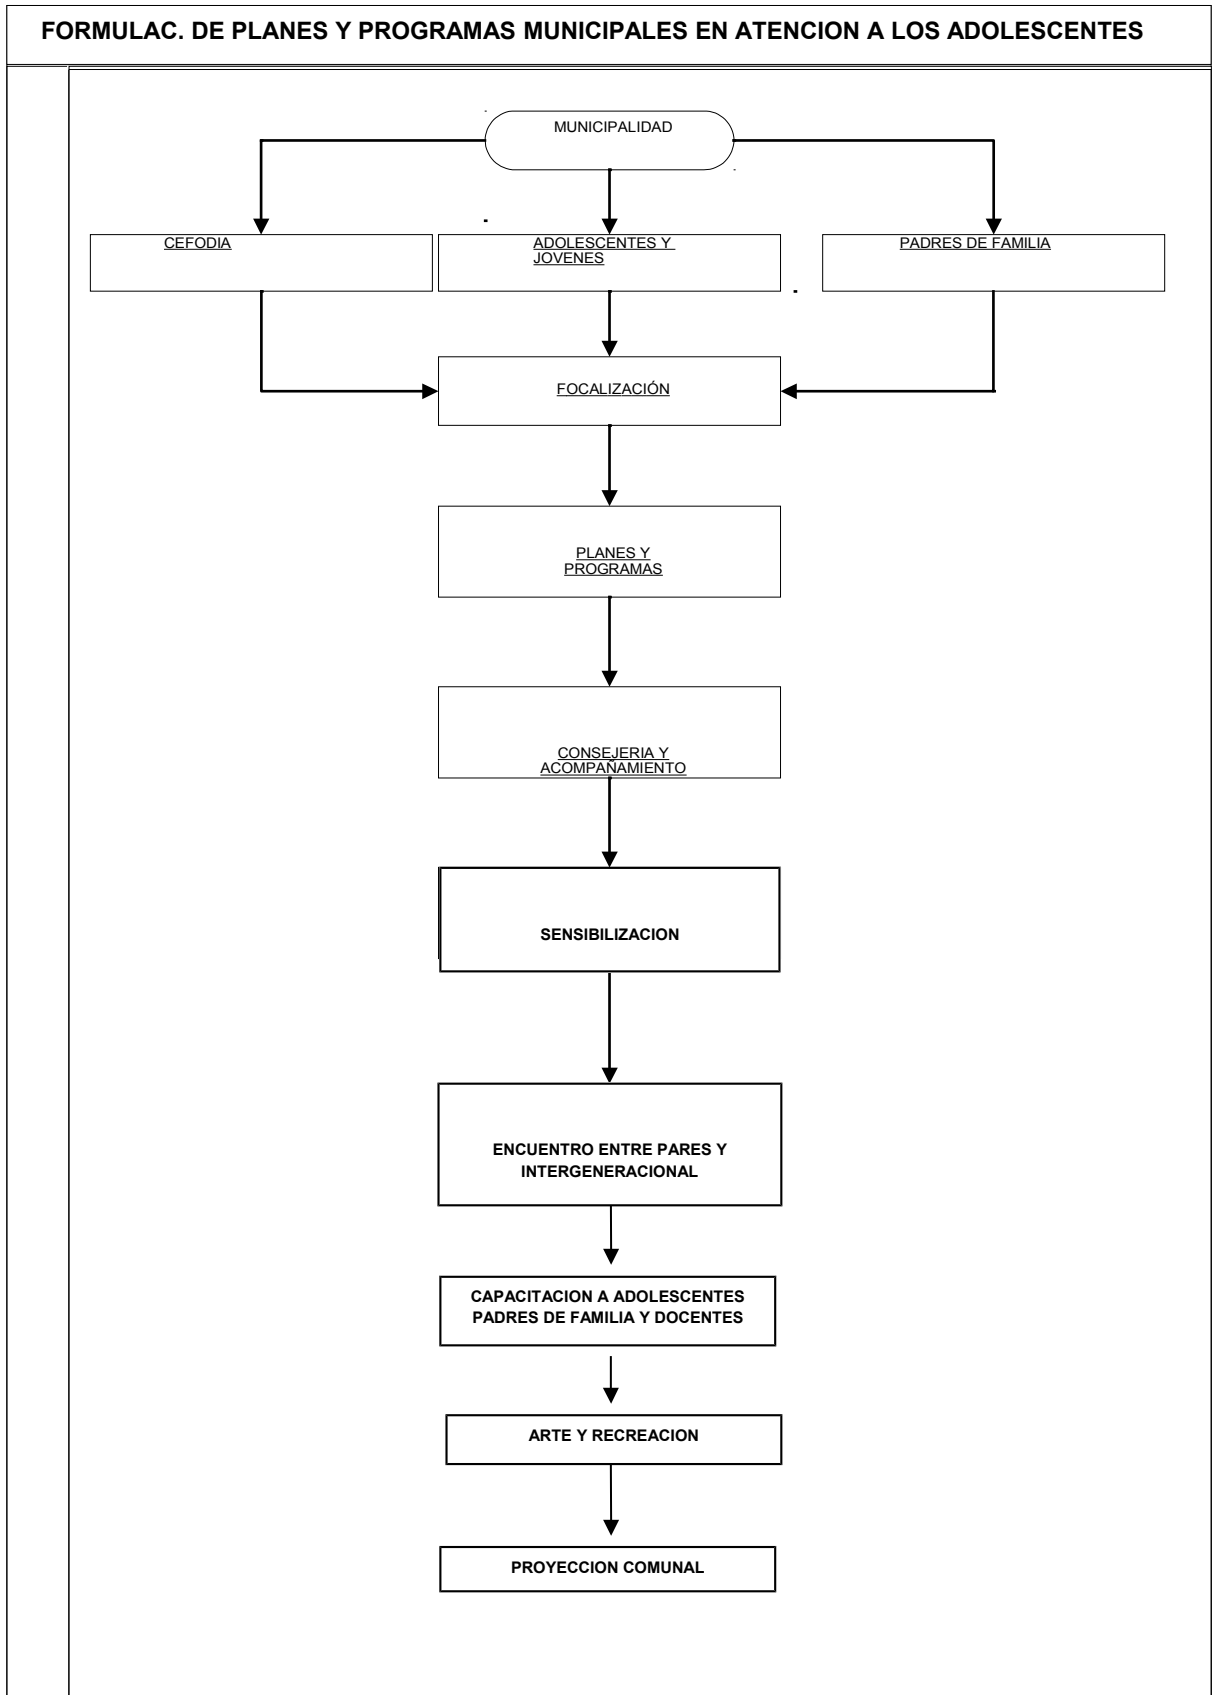 FORMULAC. DE PLANES Y PROGRAMAS MUNICIPALES EN ATENCION A LOS ADOLESCENTES
MUNICIPALIDAD
CEFODIA
ADOLESCENTES Y
JOVENES
PADRES DE FAMILIA
FOCALIZACIÓN
PLANES Y
PROGRAMAS
CONSEJERIA Y
ACOMPAÑAMIENTO
SENSIBILIZACION
ENCUENTRO ENTRE PARES Y
INTERGENERACIONAL
CAPACITACION A ADOLESCENTES
PADRES DE FAMILIA Y DOCENTES
ARTE Y RECREACION
PROYECCION COMUNAL